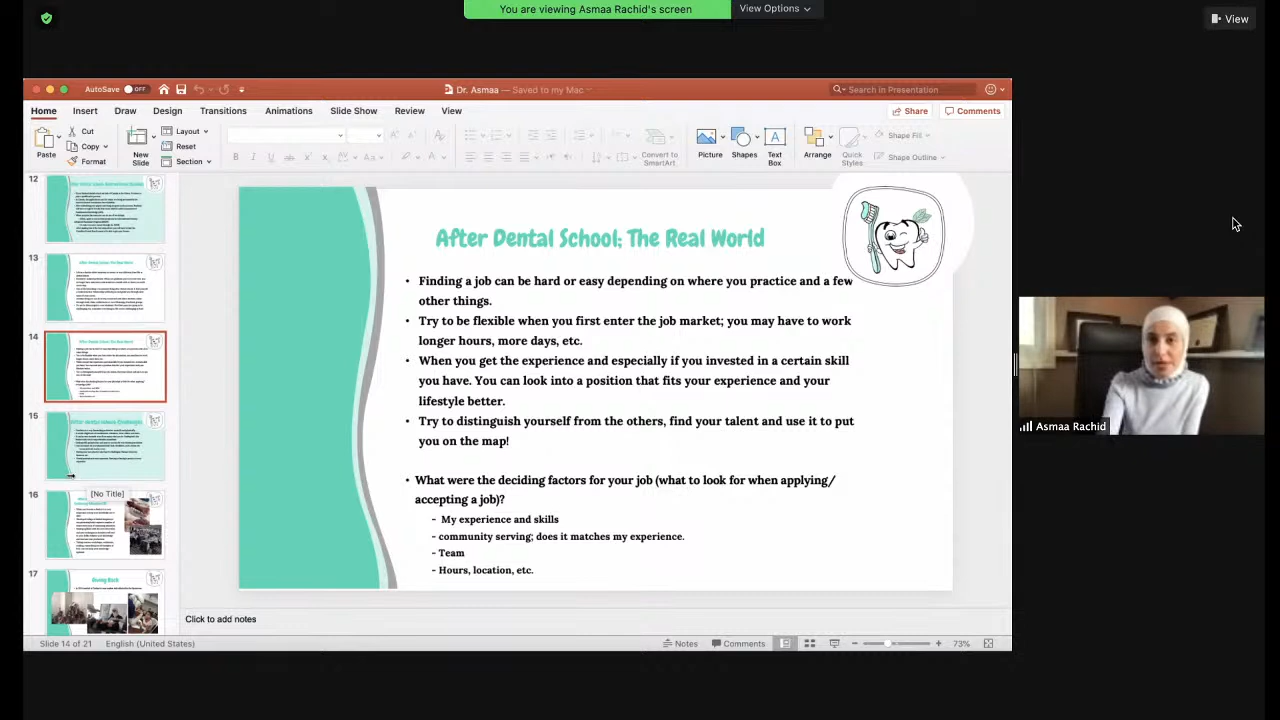 You are viewing Asmaa Rachid's screen
View Options
View
AutoSave OFF
Dr. Asmaa — Saved to my Mac
Search in Presentation
Home Insert Draw Design Transitions Animations Slide Show Review View
Share Comments
Paste
Cut
Copy
Format
New Slide
Layout
Reset
Section
Convert to SmartArt
Picture
Shapes
Text Box
Arrange
Quick Styles
Shape Fill
Shape Outline
12
13
14
15
[No Title]
16
17
Giving Back
After Dental School; The Real World
• Finding a job can be hard or easy depending on where you practice and a few
other things.
• Try to be flexible when you first enter the job market; you may have to work
longer hours, more days, etc.
• When you get the experience and especially if you invested in a certain skill
you have. You can look into a position that fits your experience and your
lifestyle better.
• Try to distinguish yourself from the others, find your talent and use it to put
you on the map!
• What were the deciding factors for your job (what to look for when applying/
accepting a job)?
- My experience and skills
- community serving; does it matches my experience.
- Team
- Hours, location, etc.
Asmaa Rachid
Click to add notes
Slide 14 of 21 English (United States) Notes Comments 73%